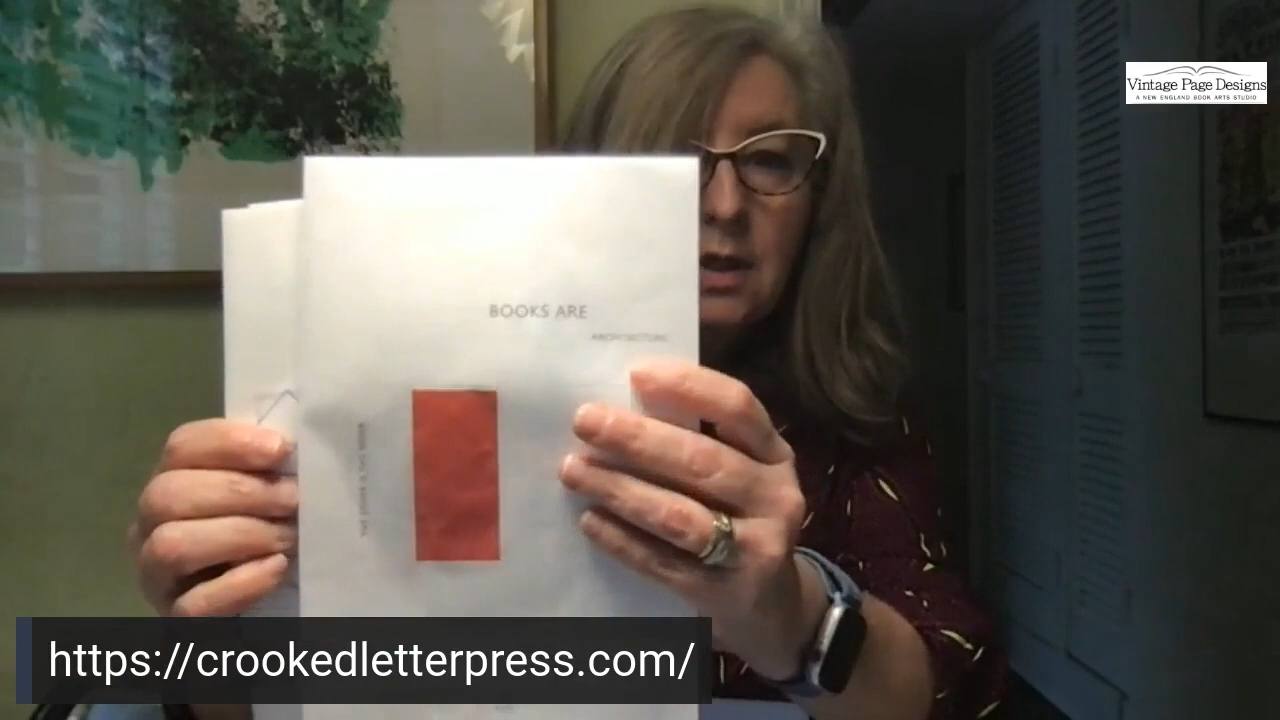 Vintage Page Designs
A NEW ENGLAND BOOK ARTS STUDIO
BOOKS ARE
ARCHITECTURE
https://crookedletterpress.com/